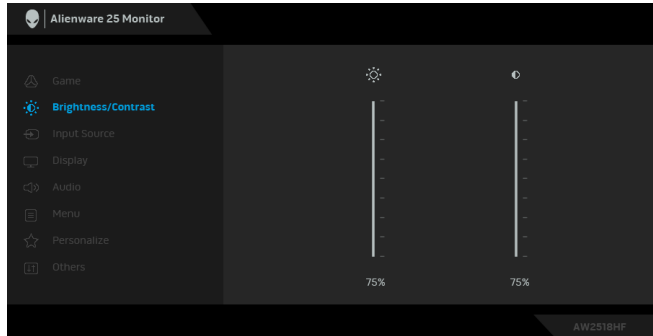 Alienware 25 Monitor
Game
Brightness/Contrast
Input Source
Display
Audio
Menu
Personalize
Others
75% 75%
AW2518HF